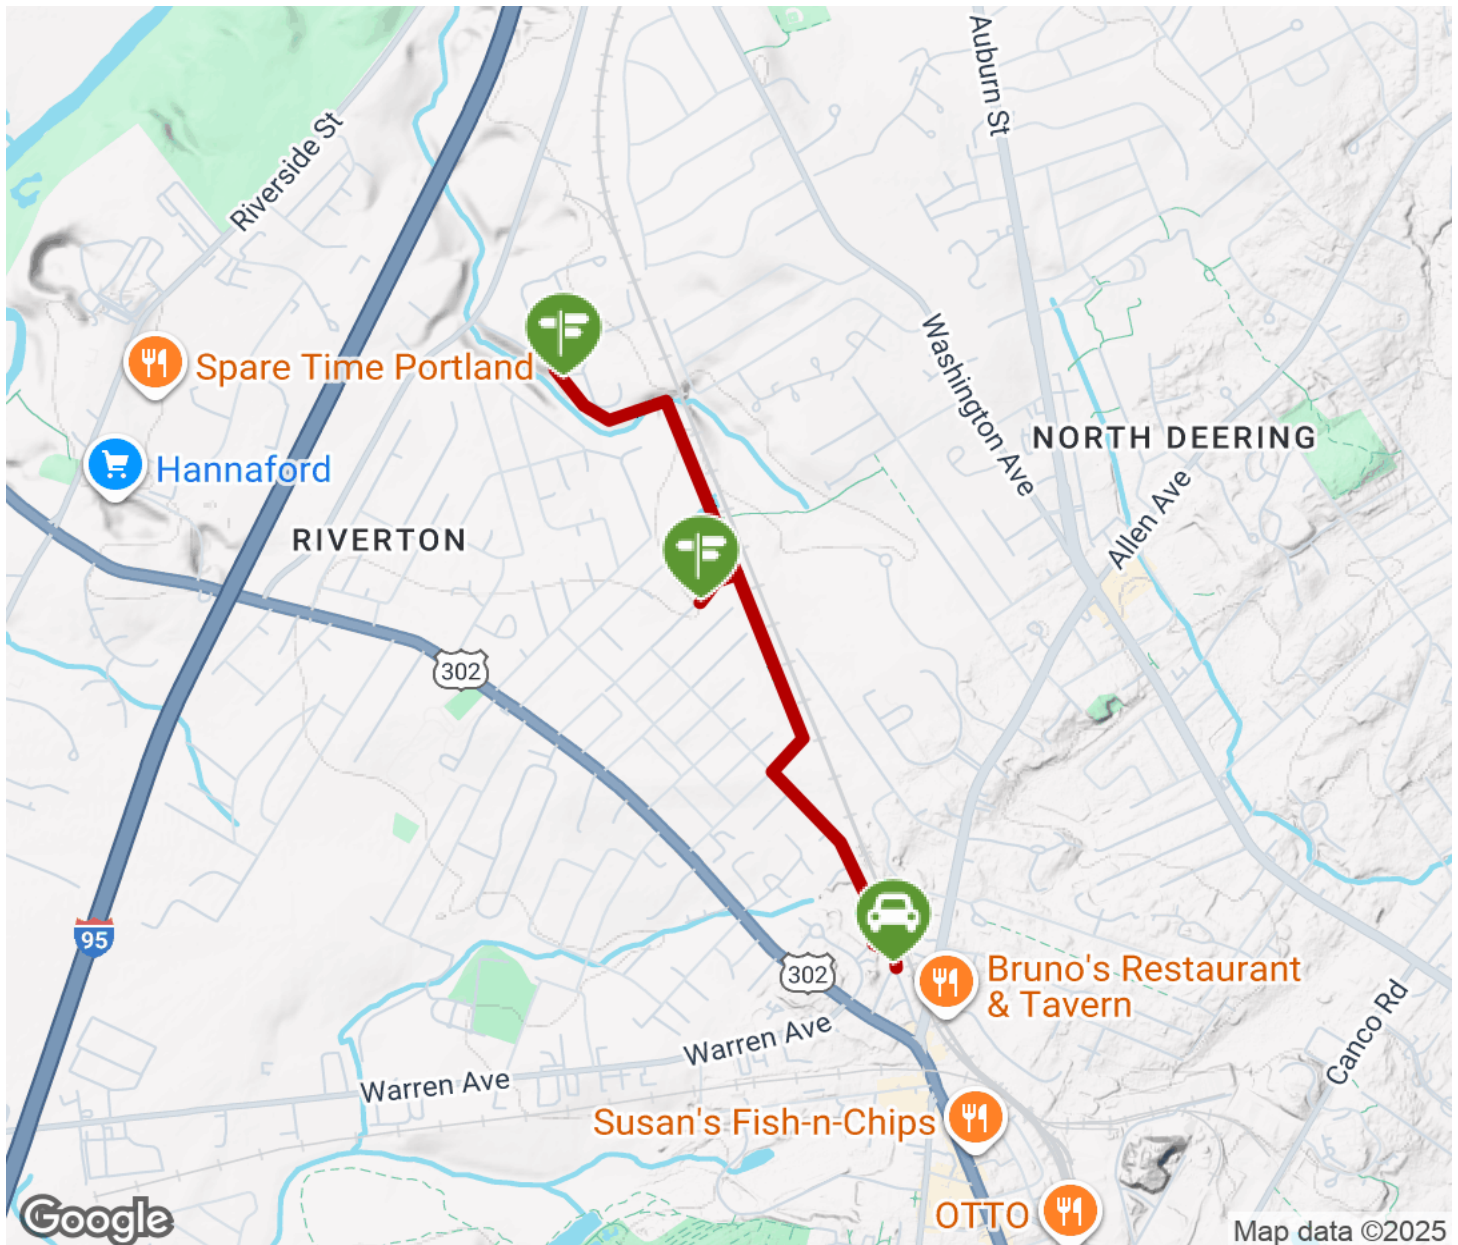 Auburn St
Riverside St
Washington Ave
Spare Time Portland
NORTH DEERING
Hannaford
Allen Ave
RIVERTON
302
95
302
Bruno's Restaurant
& Tavern
Canco Rd
Warren Ave
Warren Ave
Susan's Fish-n-Chips
OTTO
Google
Map data ©2025